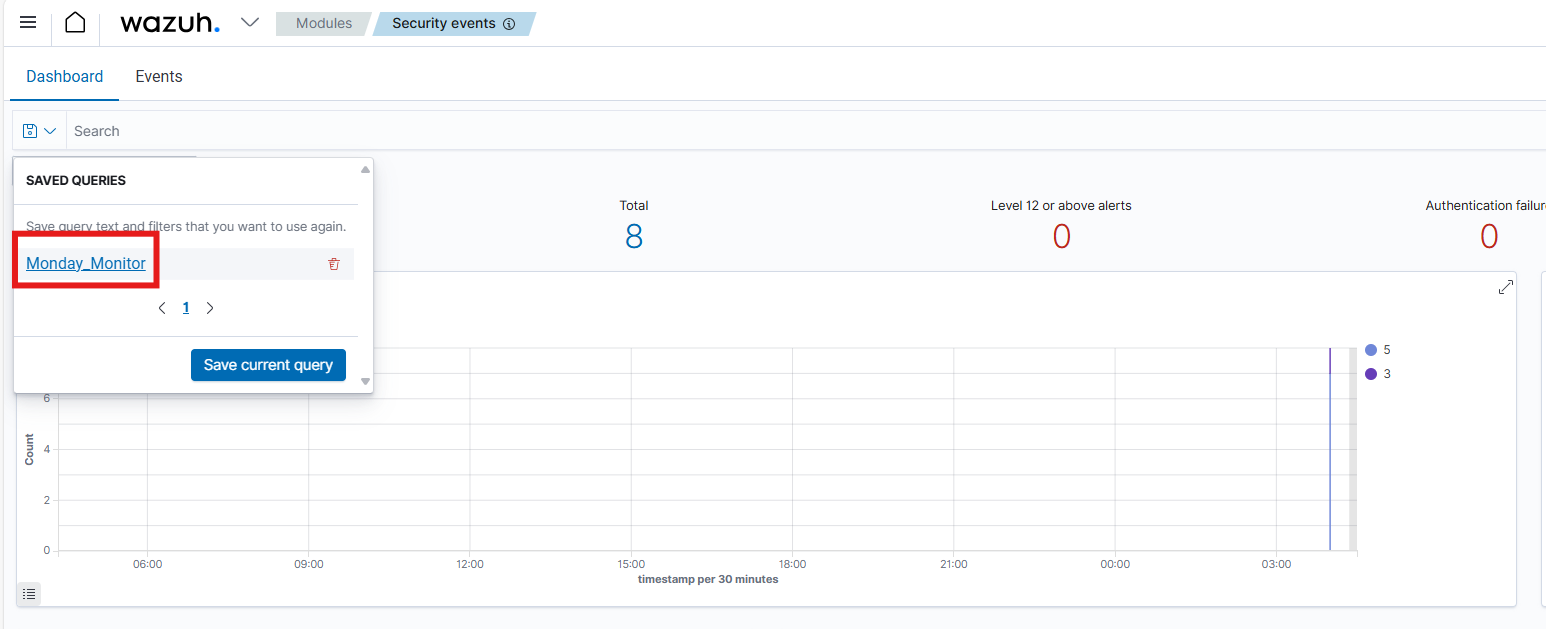 wazuh. Modules Security events
Dashboard Events
Search
SAVED QUERIES
Save query text and filters that you want to use again.
Monday_Monitor
1
Save current query
Total
8
Level 12 or above alerts
0
Authentication failur
0
5
3
Count
6
4
2
0
06:00 09:00 12:00 15:00 18:00 21:00 00:00 03:00
timestamp per 30 minutes